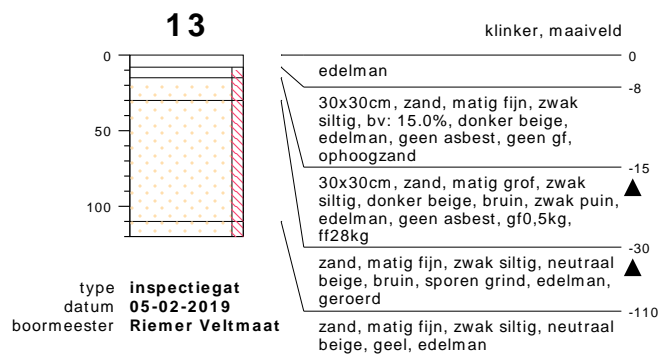 13
klinker, maaiveld
0
0
edelman
-8
30x30cm, zand, matig fijn, zwak
siltig, bv: 15.0%, donker beige,
edelman, geen asbest, geen gf,
ophoogzand
50
-15
30x30cm, zand, matig grof, zwak
siltig, donker beige, bruin, zwak puin,
edelman, geen asbest, gf0,5kg,
ff28kg
100
-30
zand, matig fijn, zwak siltig, neutraal
beige, bruin, sporen grind, edelman,
geroerd
-110
zand, matig fijn, zwak siltig, neutraal
beige, geel, edelman
type inspectiegat
datum 05-02-2019
boormeester Riemer Veltmaat